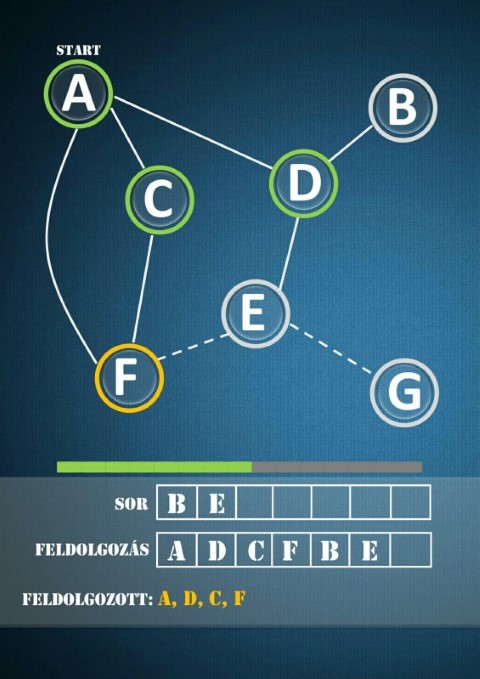 START
A
B
C
D
E
F
G
SOR B E
FELDOLGOZÁS A D C F B E
FELDOLGOZOTT: A, D, C, F